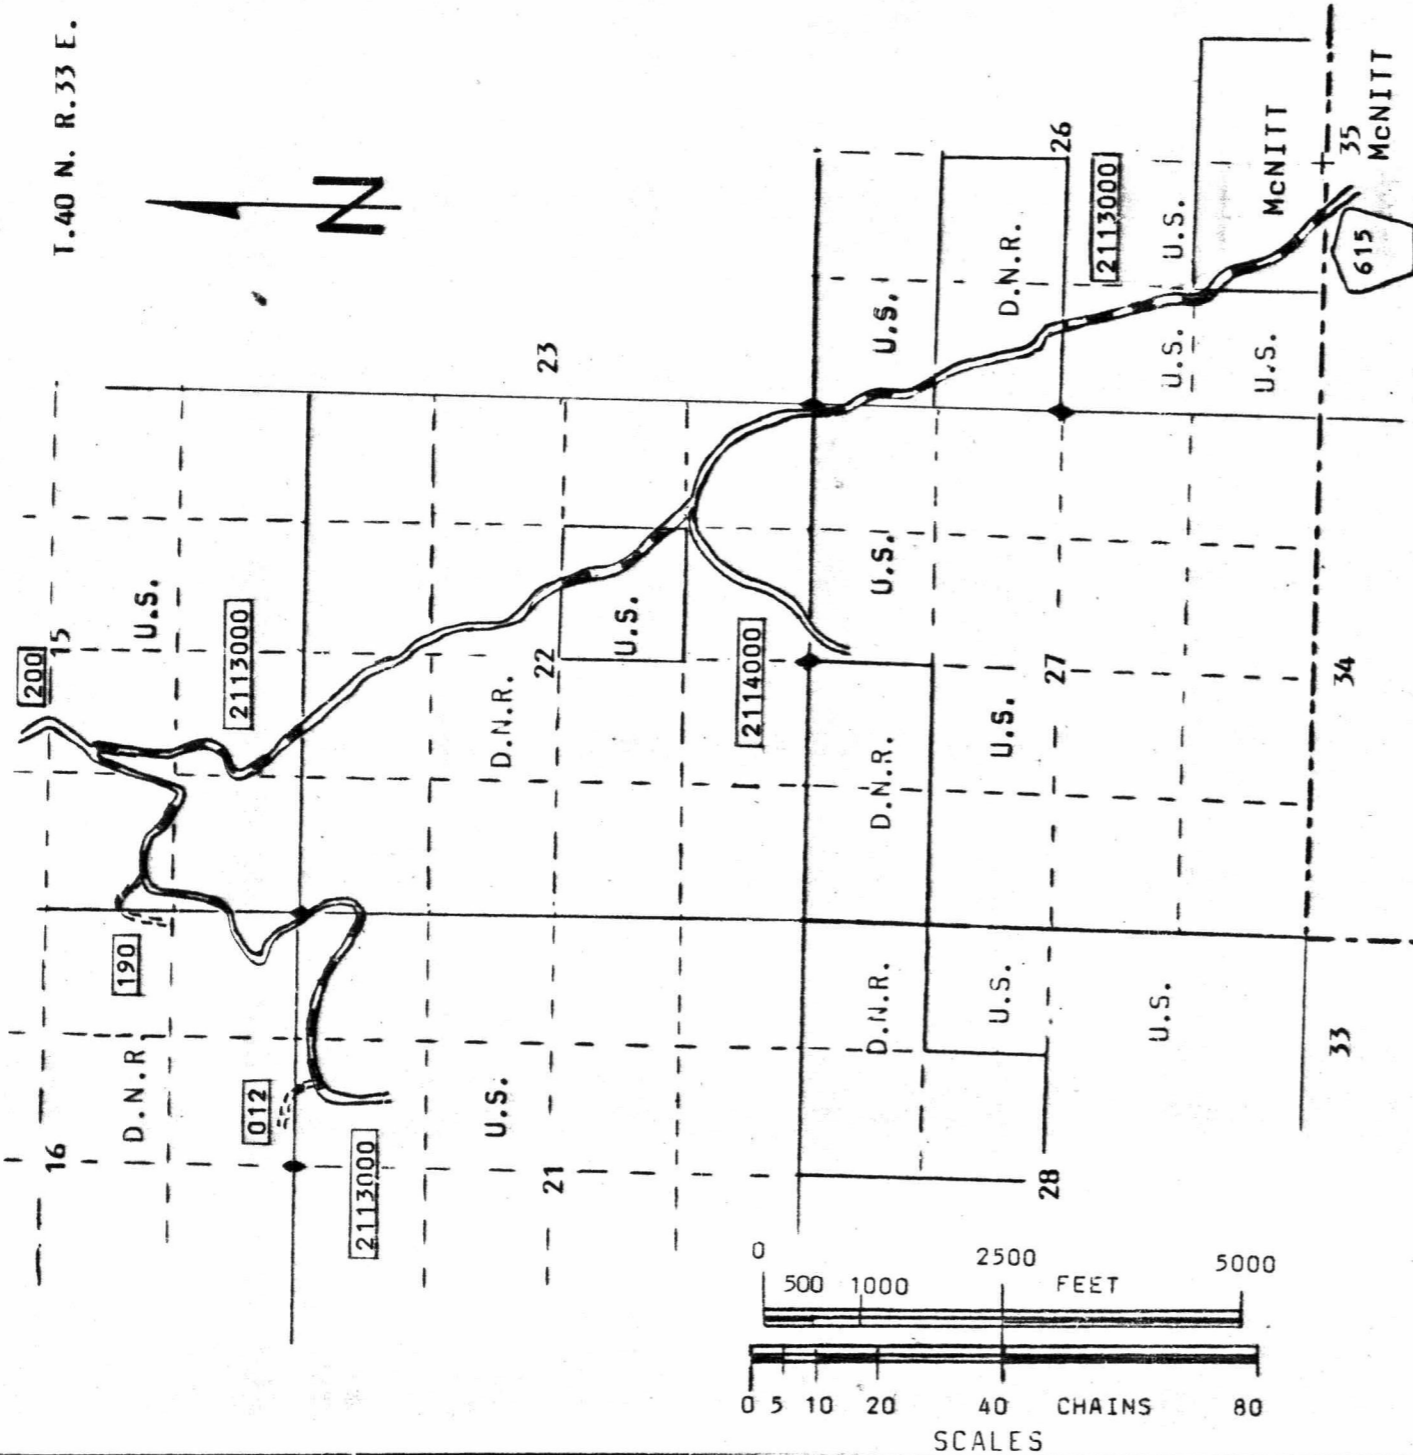 T.40 N. R.33 E.
N
200
15
U.S.
2113000
23
190
D.N.R.
16
012
2113000
U.S.
21
22
D.N.R.
U.S.
2114000
U.S.
D.N.R.
26
2113000
U.S.
McNITT
35
McNITT
615
U.S.
U.S.
U.S.
D.N.R.
U.S.
27
34
D.N.R.
U.S.
U.S.
28
33
0 500 1000 2500 FEET 5000
0 5 10 20 40 CHAINS 80
SCALES